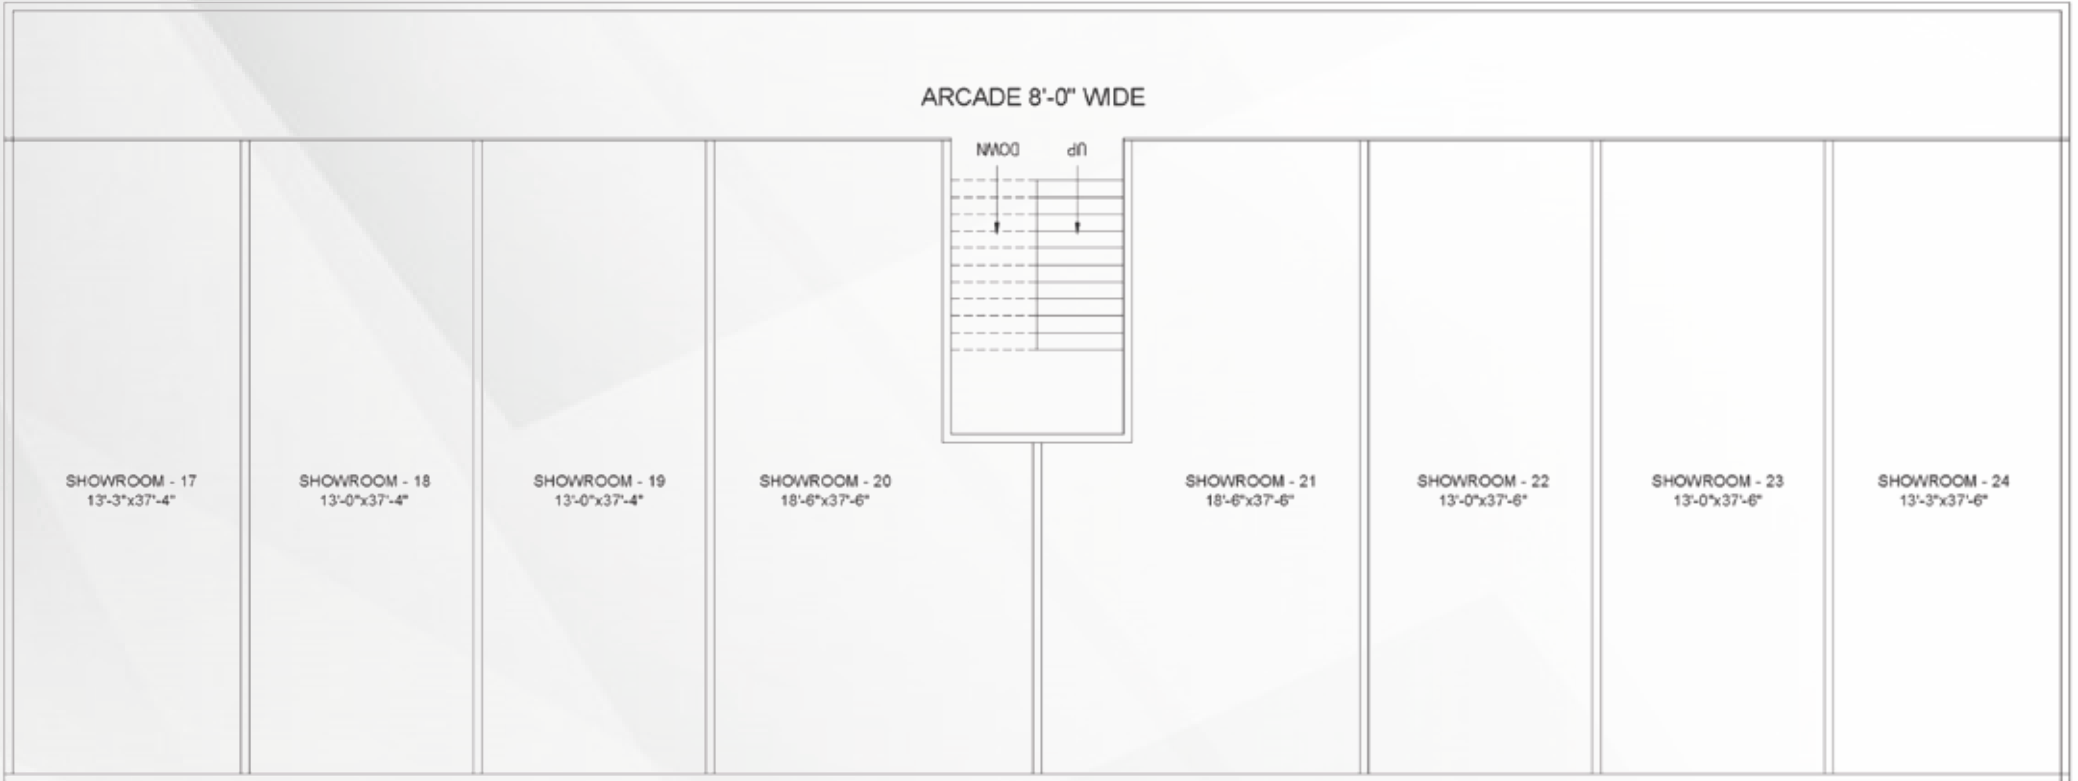 ARCADE 8'-0" WIDE
DOWN
UP
SHOWROOM - 17
13'-3"x37'-4"
SHOWROOM - 18
13'-0"x37'-4"
SHOWROOM - 19
13'-0"x37'-4"
SHOWROOM - 20
18'-6"x37'-6"
SHOWROOM - 21
18'-6"x37'-6"
SHOWROOM - 22
13'-0"x37'-6"
SHOWROOM - 23
13'-0"x37'-6"
SHOWROOM - 24
13'-3"x37'-6"